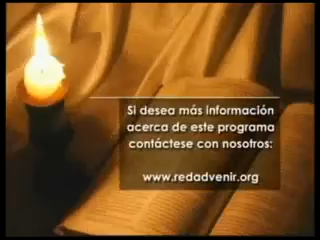 Si desea más información
acerca de este programa
contáctese con nosotros:
www.redadvenir.org